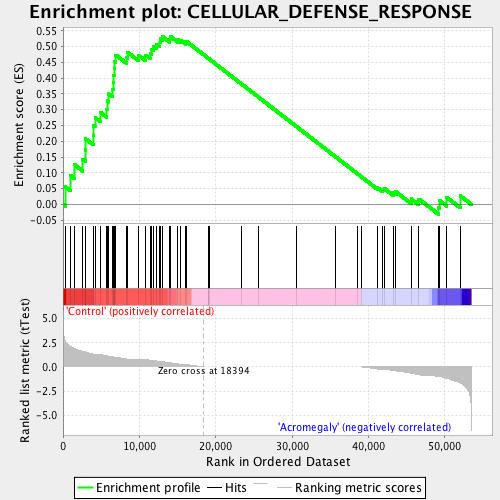 Enrichment plot: CELLULAR_DEFENSE_RESPONSE
Enrichment score (ES)
0.55
0.50
0.45
0.40
0.35
0.30
0.25
0.20
0.15
0.10
0.05
0.00
-0.05
Ranked list metric (tTest)
'Control' (positively correlated)
5.0
2.5
0.0
-2.5
-5.0
Zero cross at 18394
'Acromegaly' (negatively correlated)
0
10,000
20,000
30,000
40,000
50,000
Rank in Ordered Dataset
Enrichment profile
Hits
Ranking metric scores